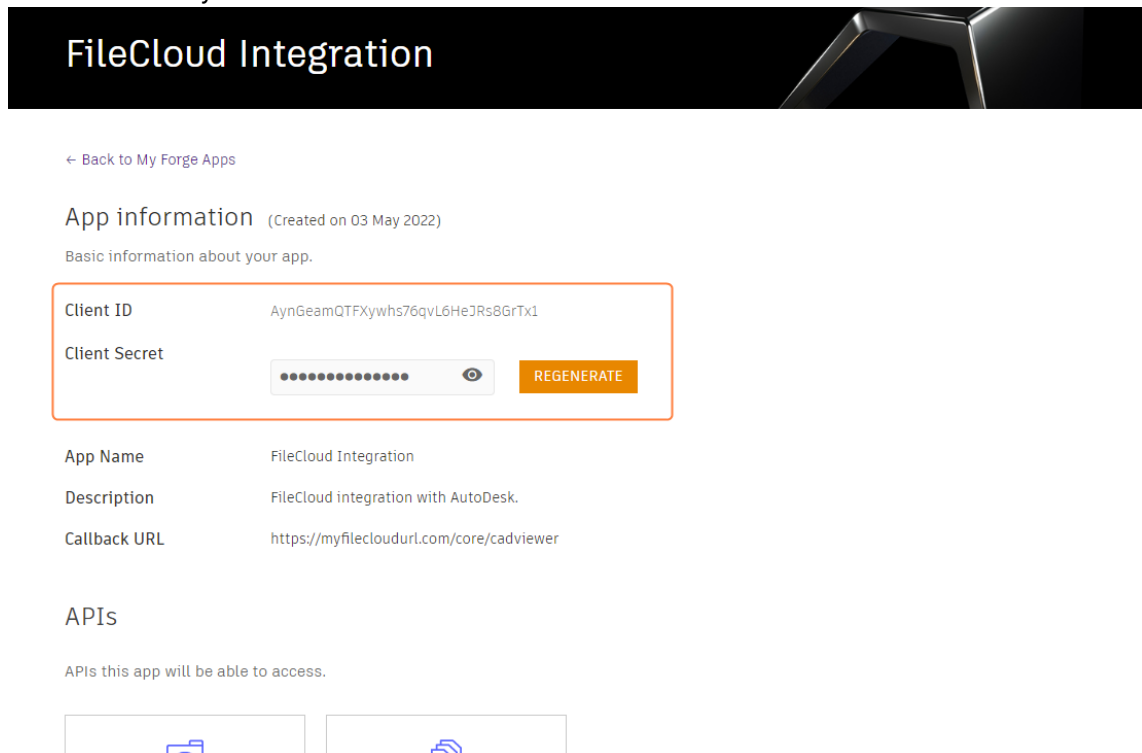 FileCloud Integration
← Back to My Forge Apps
App information (Created on 03 May 2022)
Basic information about your app.
Client ID AynGeamQTFXywhs76qvL6HeJRs8GrTx1
Client Secret
●●●●●●●●●●●●●● REGENERATE
App Name FileCloud Integration
Description FileCloud integration with AutoDesk.
Callback URL https://myfilecloudurl.com/core/cadviewer
APIs
APIs this app will be able to access.